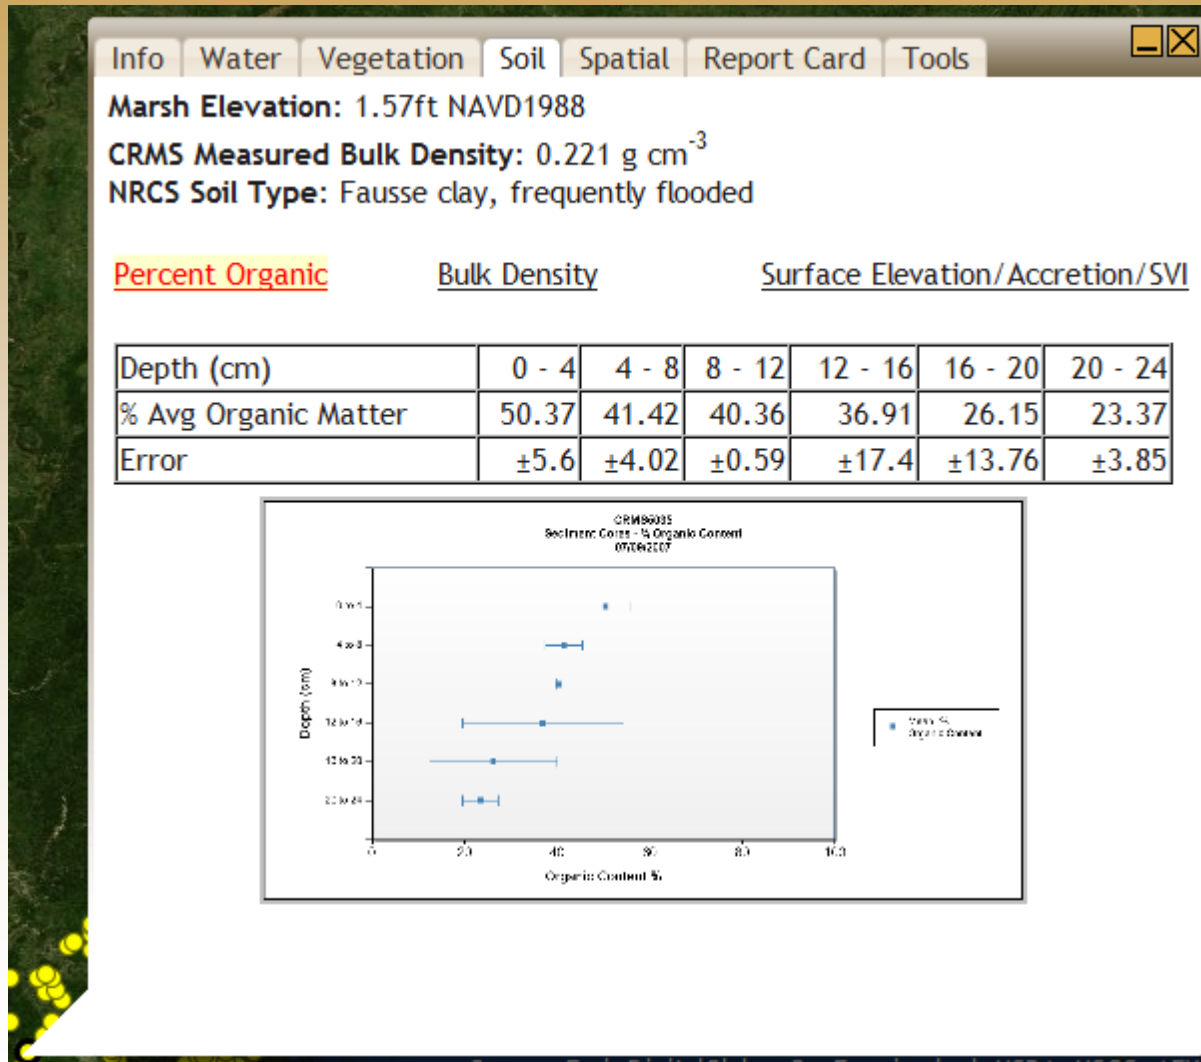 Info Water Vegetation Soil Spatial Report Card Tools
Marsh Elevation: 1.57ft NAVD1988
CRMS Measured Bulk Density: 0.221 g cm-3
NRCS Soil Type: Fausse clay, frequently flooded
Percent Organic Bulk Density Surface Elevation/Accretion/SVI
Depth (cm) 0 - 4 4 - 8 8 - 12 12 - 16 16 - 20 20 - 24
% Avg Organic Matter 50.37 41.42 40.36 36.91 26.15 23.37
Error ±5.6 ±4.02 ±0.59 ±17.4 ±13.76 ±3.85
Sediment Cores - % Organic Content
Depth (cm)
0 20 40 60 80 100
Organic Content %
Mean %
Organic Content